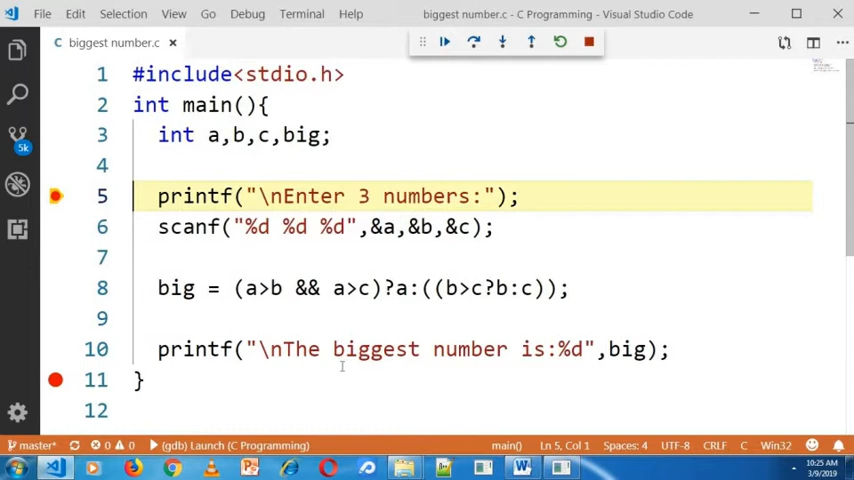 File Edit Selection View Go Debug Terminal Help biggest number.c - C Programming - Visual Studio Code
biggest number.c
1 #include<stdio.h>
2 int main(){
3 int a,b,c,big;
4
5 printf("\nEnter 3 numbers:");
6 scanf("%d %d %d",&a,&b,&c);
7
8 big = (a>b && a>c)?a:((b>c?b:c));
9
10 printf("\nThe biggest number is:%d",big);
11 }
12
5k
master* 0 0 (gdb) Launch (C Programming) main() Ln 5, Col 1 Spaces: 4 UTF-8 CRLF C Win32
10:25 AM
3/9/2019